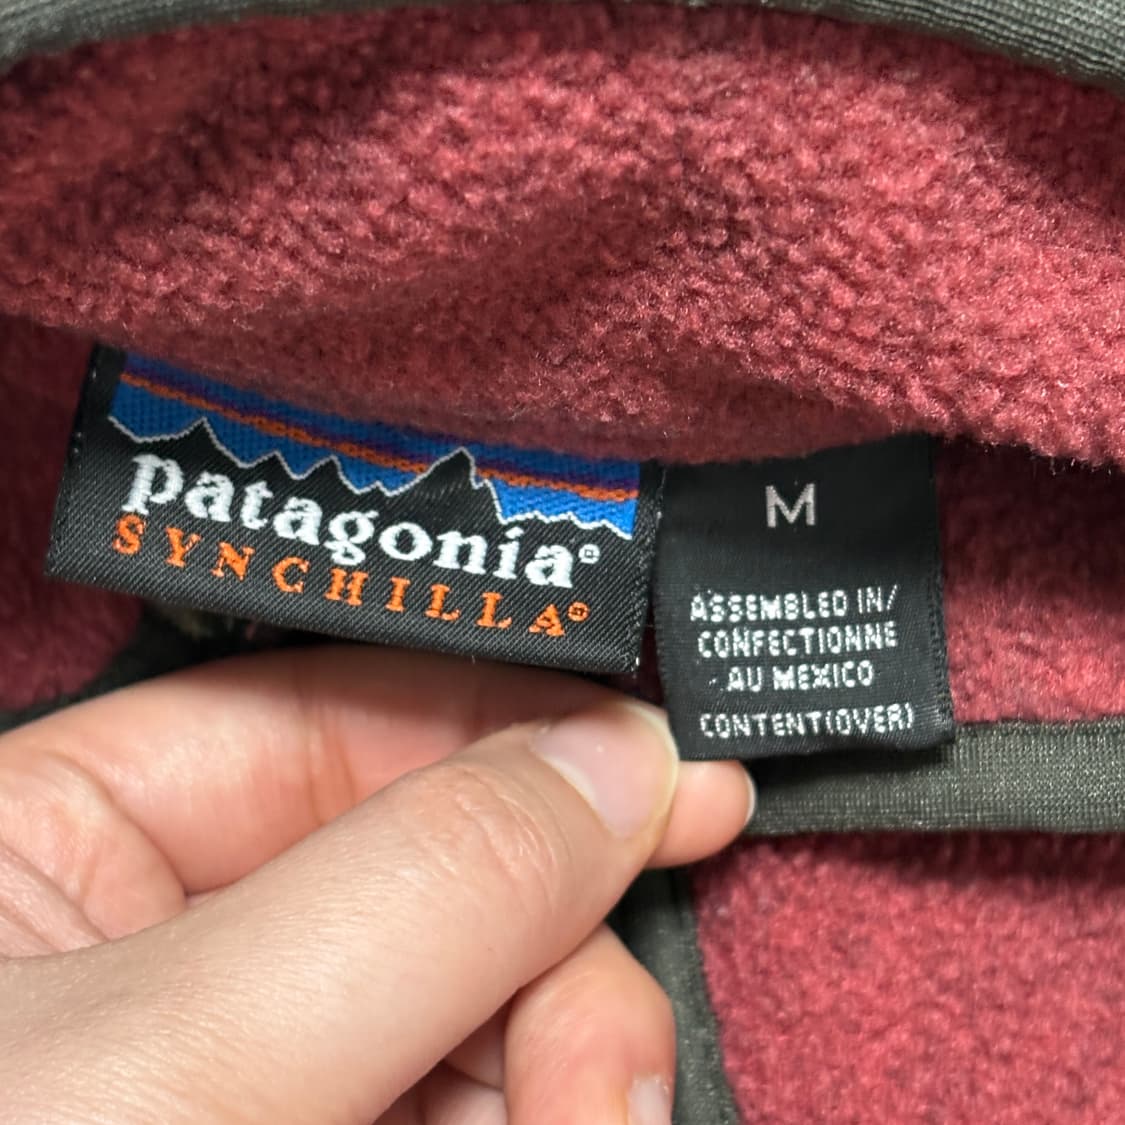 patagonia®
SYNCHILLA®
M
ASSEMBLED IN/
CONFECTIONNE
AU MEXICO
CONTENT(OVER)